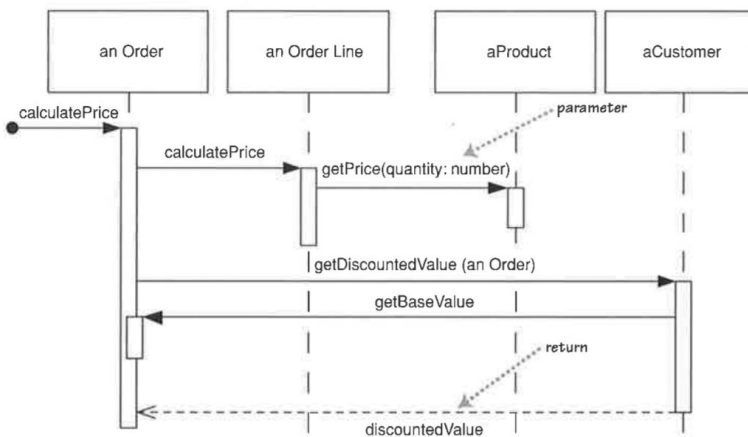 an Order
an Order Line
aProduct
aCustomer
calculatePrice
parameter
calculatePrice
getPrice(quantity: number)
getDiscountedValue (an Order)
getBaseValue
return
discountedValue